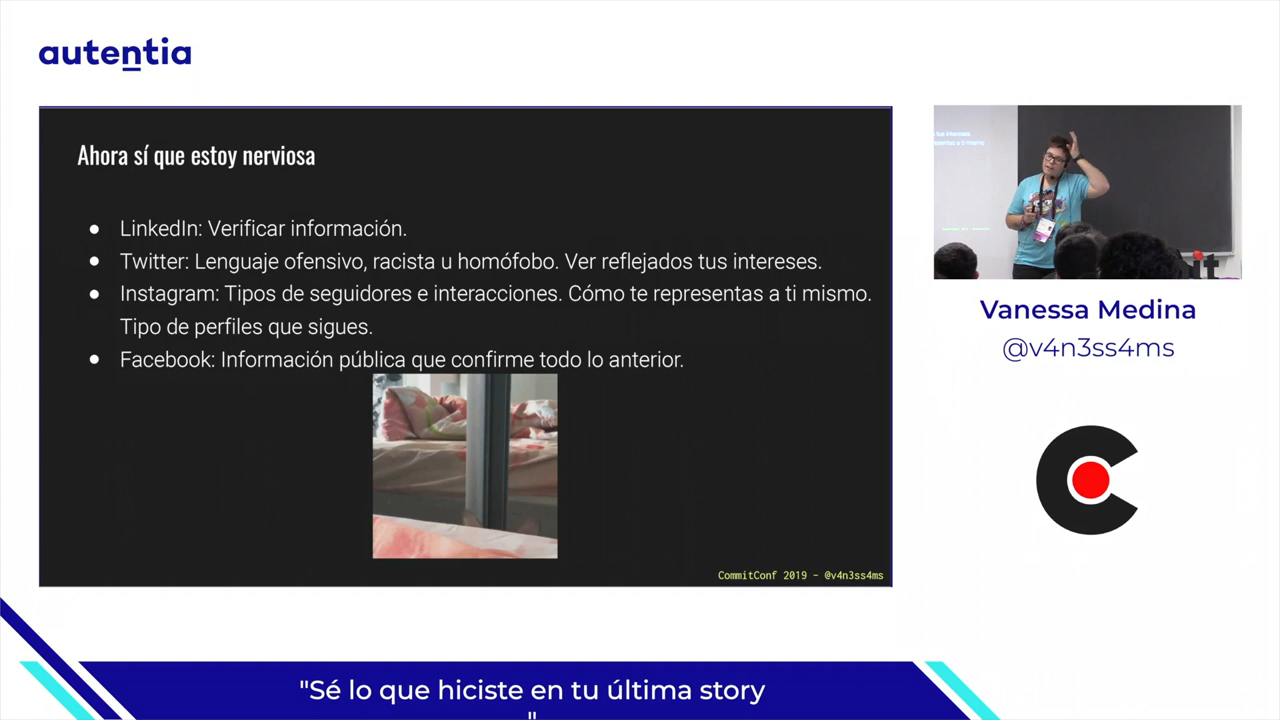 autentia
Ahora sí que estoy nerviosa
LinkedIn: Verificar información.
Twitter: Lenguaje ofensivo, racista u homófobo. Ver reflejados tus intereses.
Instagram: Tipos de seguidores e interacciones. Cómo te representas a ti mismo.
Tipo de perfiles que sigues.
Facebook: Información pública que confirme todo lo anterior.
CommitConf 2019 - @v4n3ss4ms
tus intereses.
Vanessa Medina
@v4n3ss4ms
"Sé lo que hiciste en tu última story
"